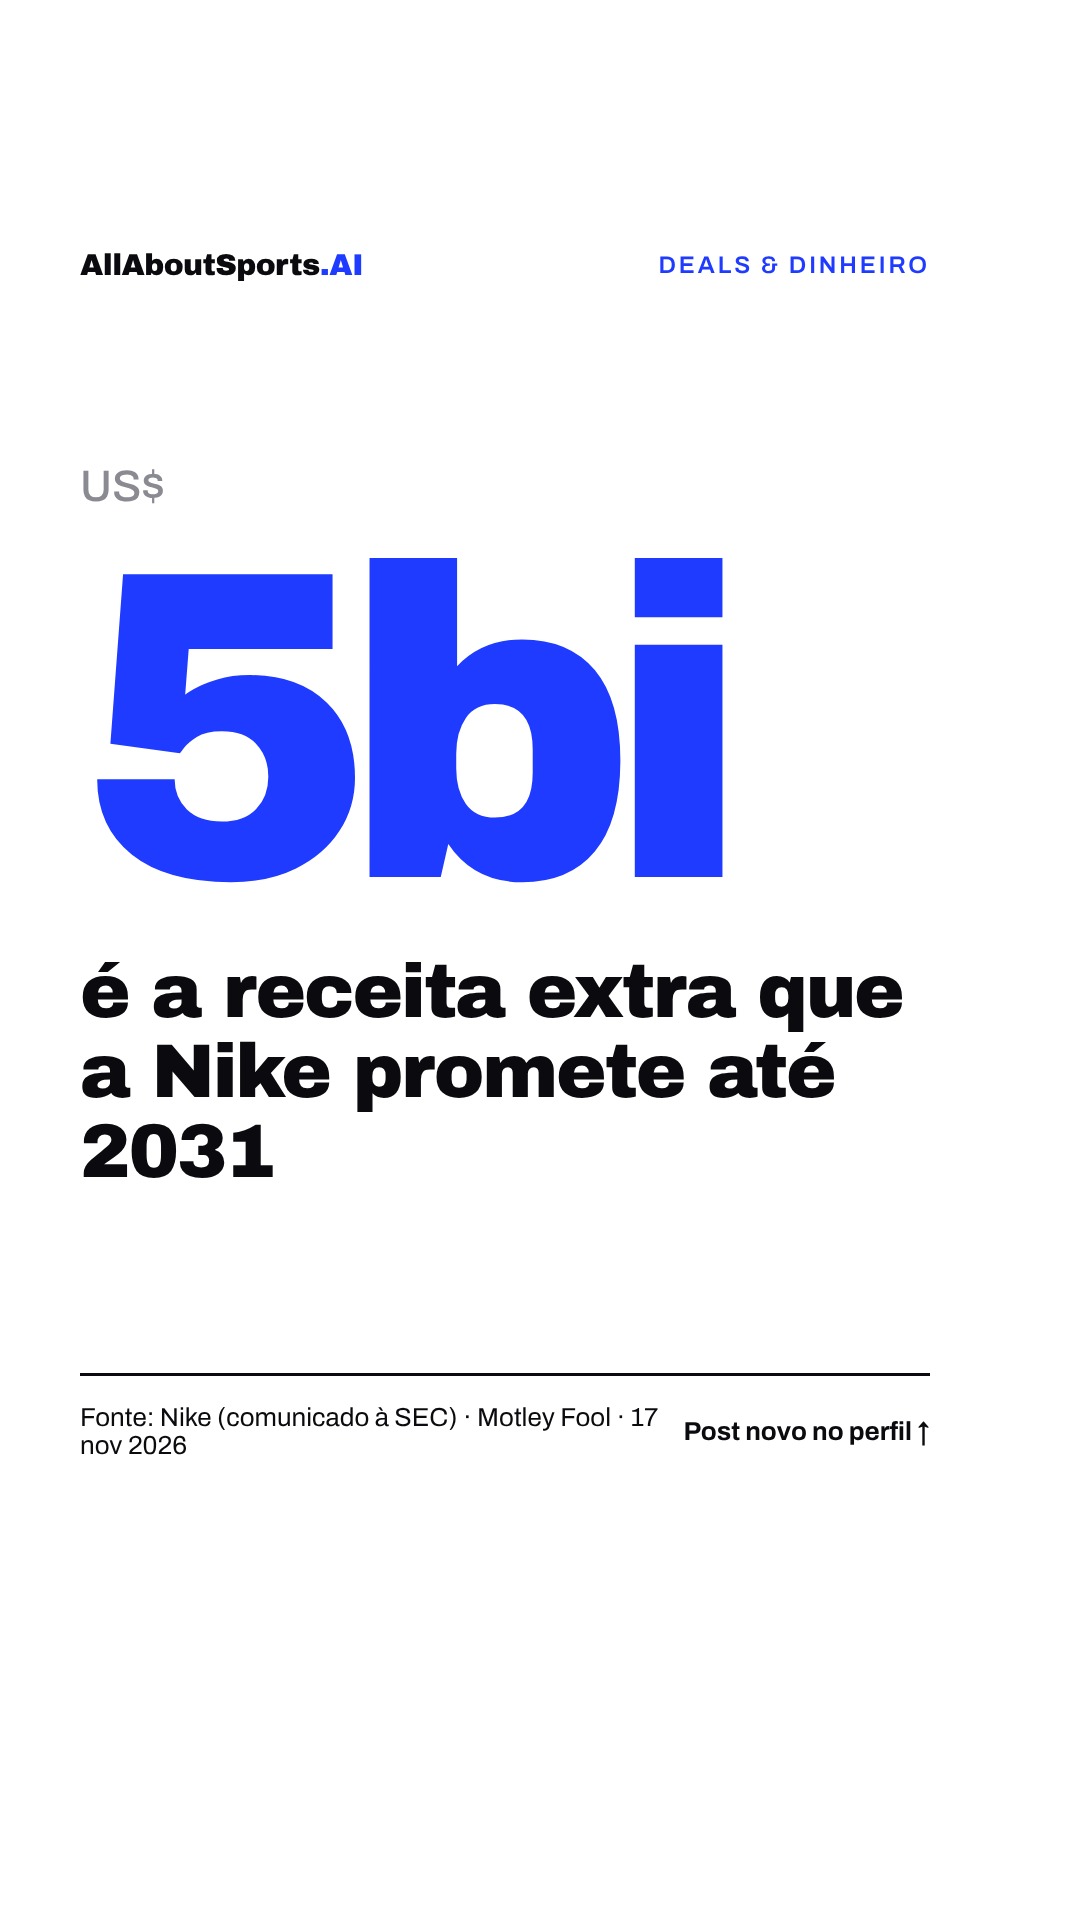 AllAboutSports.AI
DEALS & DINHEIRO
US$
5bi
é a receita extra que
a Nike promete até
2031
Fonte: Nike (comunicado à SEC) · Motley Fool · 17
nov 2026
Post novo no perfil ↑